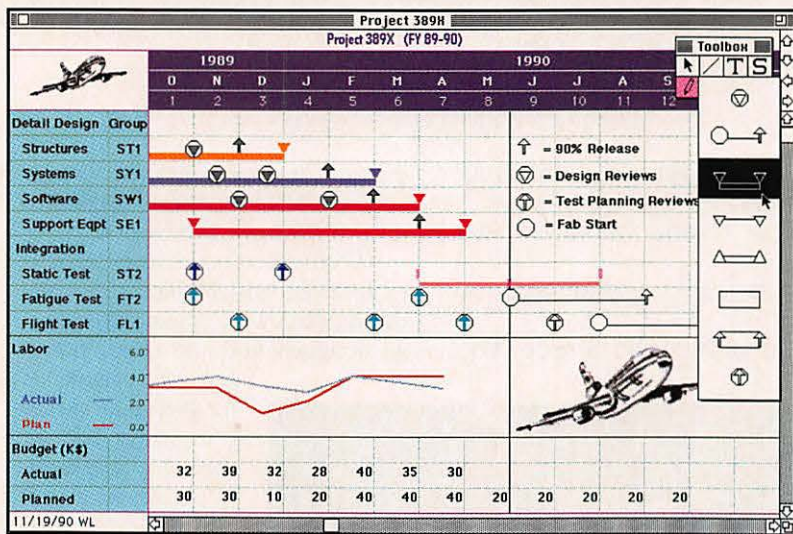 Project 389X
Project 389X (FY 89-90)
Toolbox
T S
1989 1990
O N D J F M A M J J A S
1 2 3 4 5 6 7 8 9 10 11 12
Detail Design Group
Structures ST1
Systems SY1
Software SW1
Support Eqpt SE1
= 90% Release
= Design Reviews
= Test Planning Reviews
= Fab Start
Integration
Static Test ST2
Fatigue Test FT2
Flight Test FL1
Labor 6.0
4.0
Actual 2.0
Plan 0.0
Budget (K$)
Actual 32 39 32 28 40 35 30
Planned 30 30 10 20 40 40 40 20 20 20 20 20
11/19/90 WL